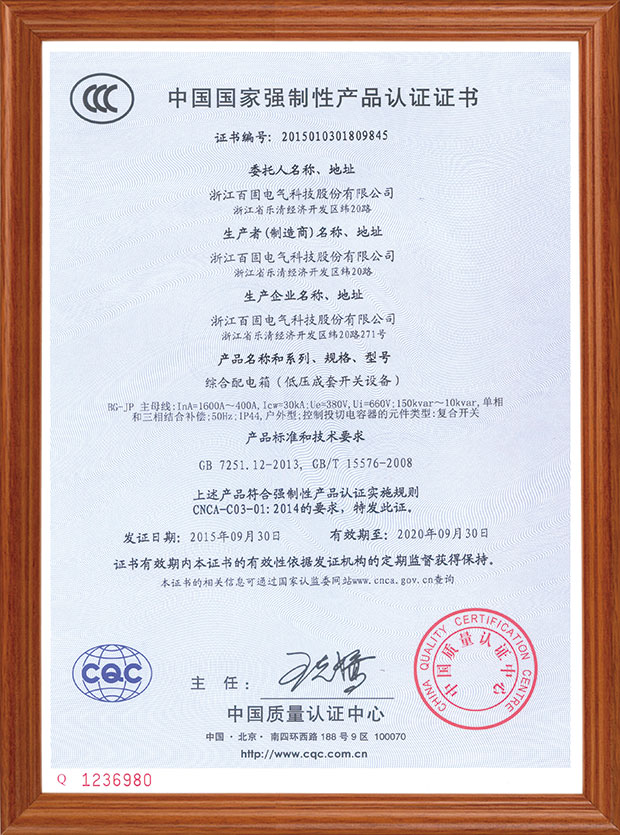 中国国家强制性产品认证证书
证书编号: 2015010301809845
委托人名称、地址
浙江百固电气科技股份有限公司
浙江省乐清经济开发区纬20路
生产者(制造商)名称、地址
浙江百固电气科技股份有限公司
浙江省乐清经济开发区纬20路
生产企业名称、地址
浙江百固电气科技股份有限公司
浙江省乐清经济开发区纬20路271号
产品名称和系列、规格、型号
综合配电箱(低压成套开关设备)
BG-JP 主母线:InA=1600A～400A,Icw=30kA;Ue=380V,Ui=660V;150kvar～10kvar,单相
和三相结合补偿;50Hz;IP44,户外型;控制投切电容器的元件类型:复合开关
产品标准和技术要求
GB 7251.12-2013, GB/T 15576-2008
上述产品符合强制性产品认证实施规则
CNCA-C03-01:2014的要求，特发此证。
发证日期: 2015年09月30日 有效期至: 2020年09月30日
证书有效期内本证书的有效性依据发证机构的定期监督获得保持。
本证书的相关信息可通过国家认监委网站www.cnca.gov.cn查询
CQC
主 任:
中国质量认证中心
中国·北京·南四环西路188号9区 100070
http://www.cqc.com.cn
CHINA QUALITY CERTIFICATION CENTRE
中国质量认证中心
Q 1236980